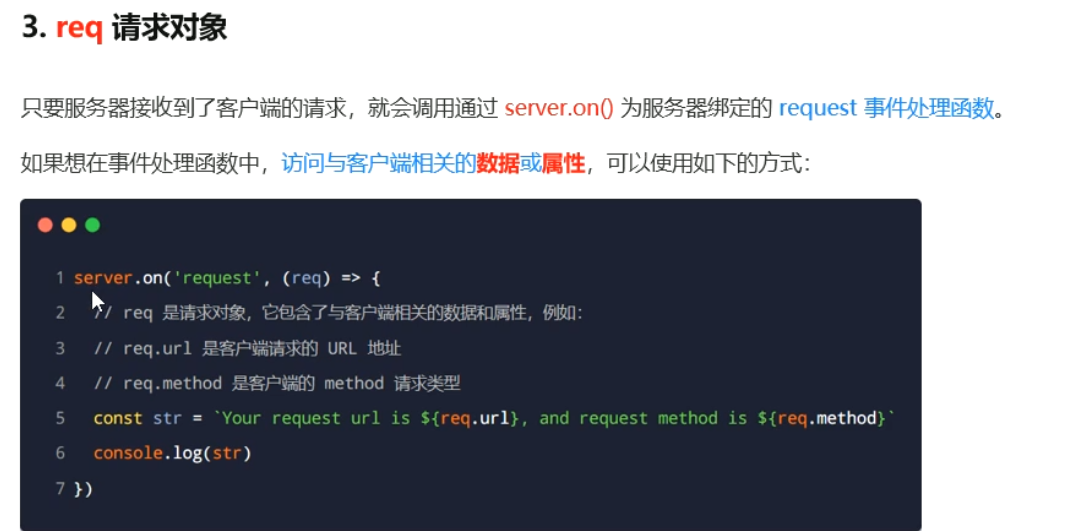 3. req 请求对象
只要服务器接收到了客户端的请求，就会调用通过 server.on() 为服务器绑定的 request 事件处理函数。
如果想在事件处理函数中，访问与客户端相关的数据或属性，可以使用如下的方式：
1 server.on('request', (req) => {
2 // req 是请求对象，它包含了与客户端相关的数据和属性，例如：
3 // req.url 是客户端请求的 URL 地址
4 // req.method 是客户端的 method 请求类型
5 const str = `Your request url is ${req.url}, and request method is ${req.method}`
6 console.log(str)
7 })